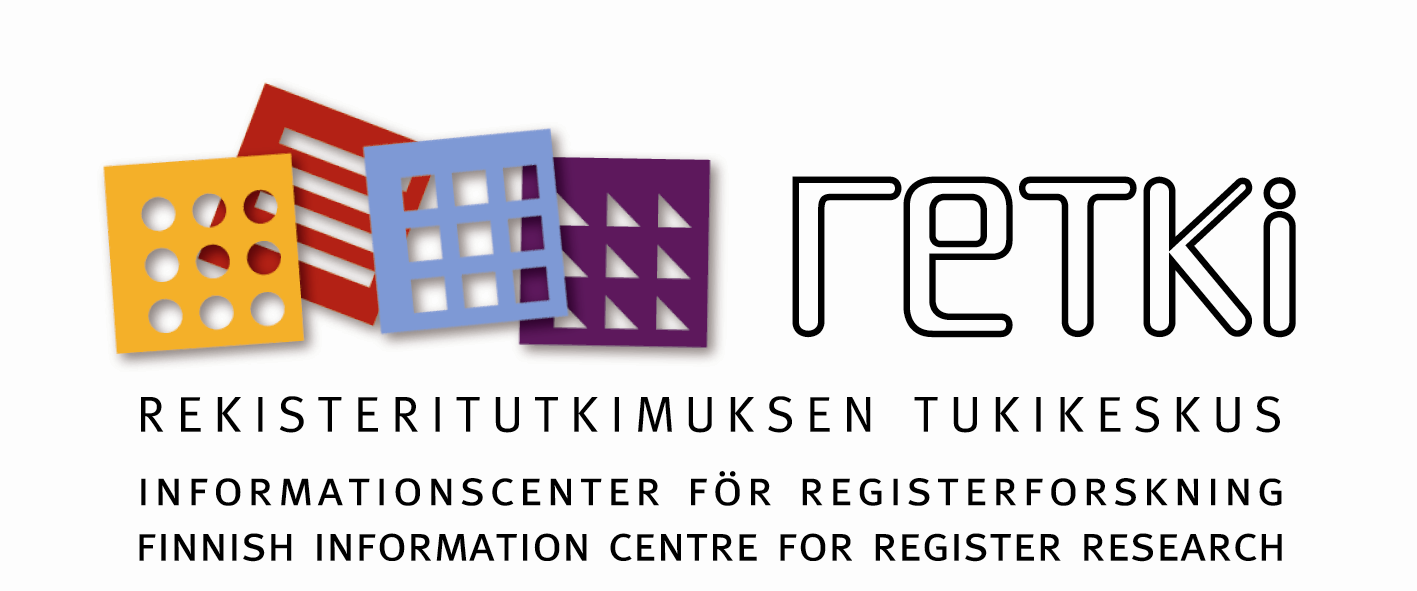 retki
REKISTERITUTKIMUKSEN TUKIKESKUS
INFORMATIONSCENTER FÖR REGISTERFORSKNING
FINNISH INFORMATION CENTRE FOR REGISTER RESEARCH